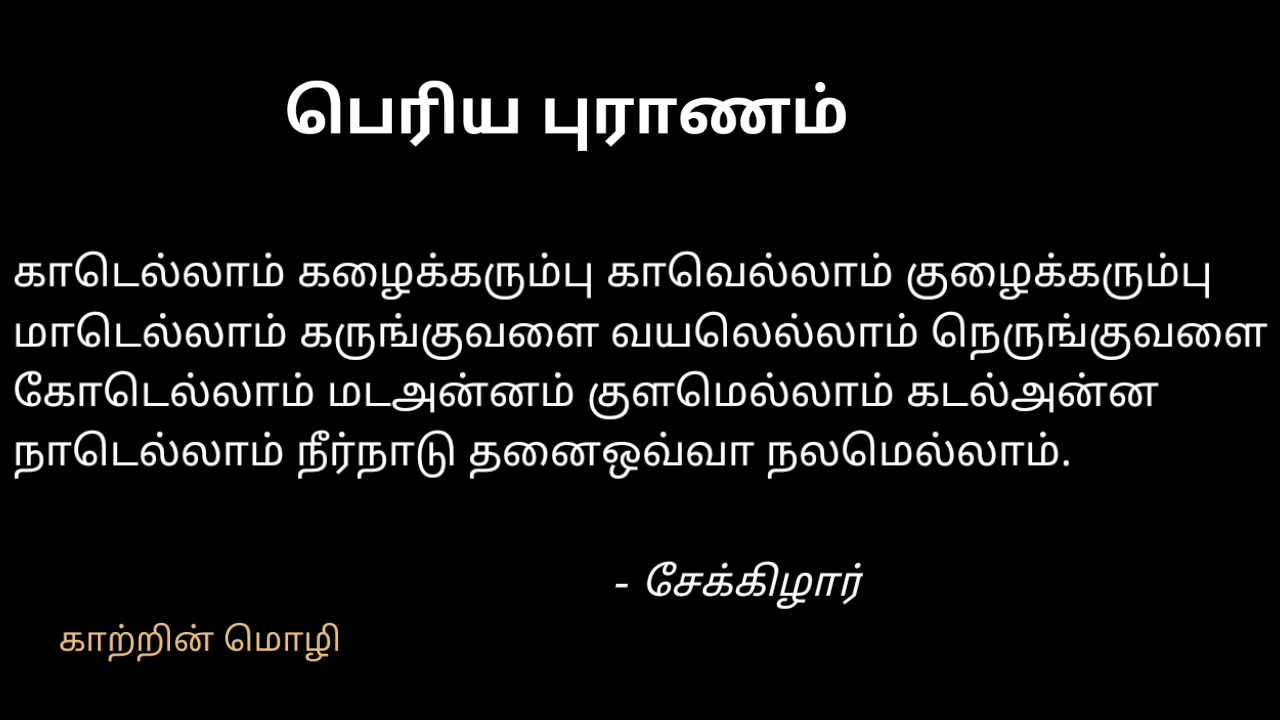 பெரிய புராணம்
காடெல்லாம் கழைக்கரும்பு காவெல்லாம் குழைக்கரும்பு
மாடெல்லாம் கருங்குவளை வயலெல்லாம் நெருங்குவளை
கோடெல்லாம் மடஅன்னம் குளமெல்லாம் கடல்அன்ன
நாடெல்லாம் நீர்நாடு தனைஒவ்வா நலமெல்லாம்.
- சேக்கிழார்
காற்றின் மொழி